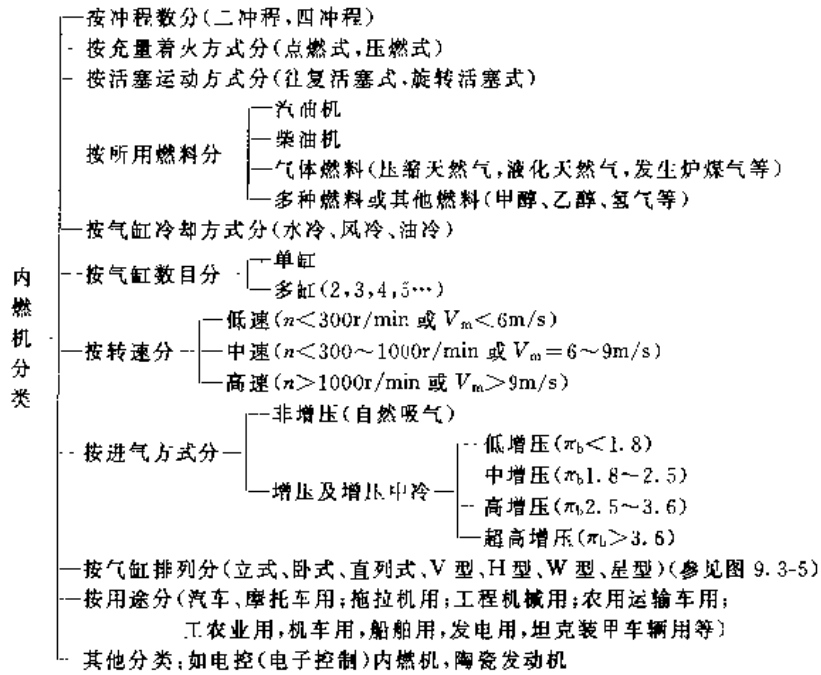 按冲程数分(二冲程,四冲程)
按充量着火方式分(点燃式,压燃式)
按活塞运动方式分(往复活塞式、旋转活塞式)
按所用燃料分
汽油机
柴油机
气体燃料(压缩天然气,液化天然气,发生炉煤气等)
多种燃料或其他燃料(甲醇、乙醇、氢气等)
按气缸冷却方式分(水冷、风冷、油冷)
按气缸数目分
单缸
多缸(2,3,4,5…)
内燃机分类
按转速分
低速(n<300r/min 或 Vm<6m/s)
中速(n<300~1000r/min 或 Vm=6~9m/s)
高速(n>1000r/min 或 Vm>9m/s)
按进气方式分
非增压(自然吸气)
增压及增压中冷
低增压(πb<1.8)
中增压(πb1.8~2.5)
高增压(πb2.5~3.6)
超高增压(πb>3.6)
按气缸排列分(立式、卧式、直列式、V 型、H 型、W 型、星型)(参见图 9.3-5)
按用途分(汽车、摩托车用;拖拉机用;工程机械用;农用运输车用;
工农业用,机车用,船舶用,发电用,坦克装甲车辆用等)
其他分类:如电控(电子控制)内燃机,陶瓷发动机